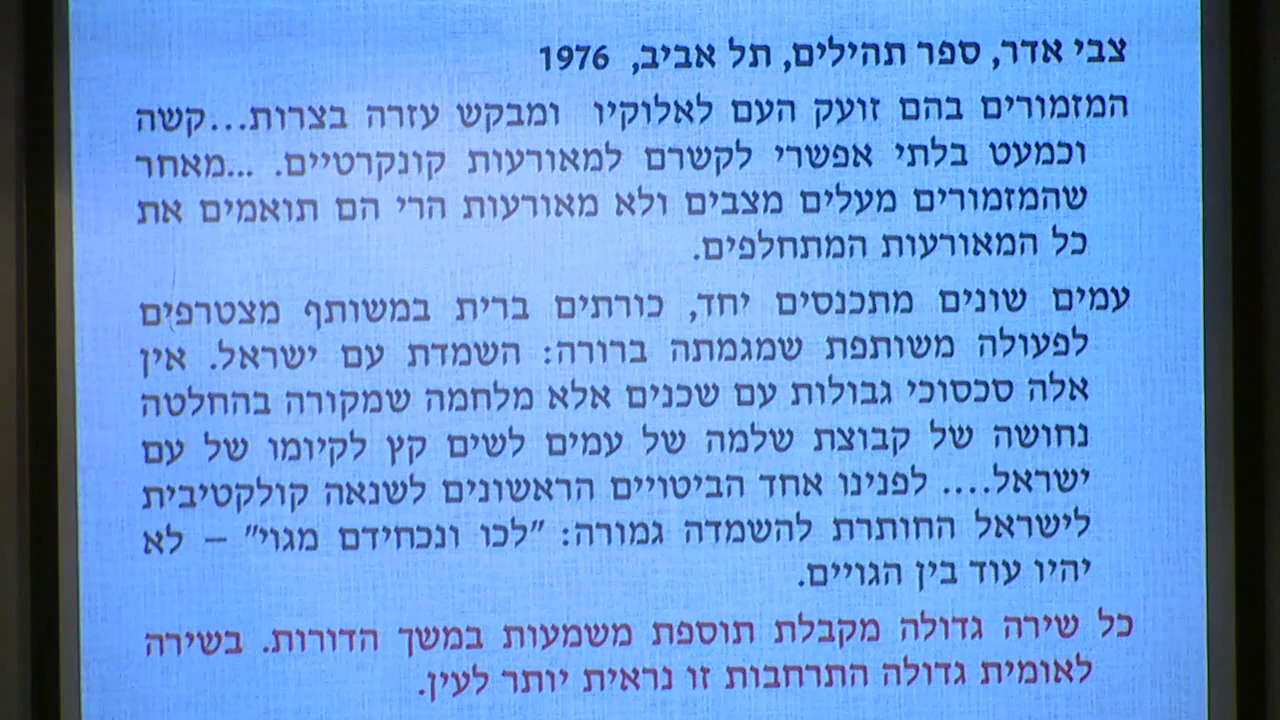 צבי אדר, ספר תהילים, תל אביב, 1976
המזמורים בהם זועק העם לאלוקיו ומבקש עזרה בצרות...קשה
וכמעט בלתי אפשרי לקשרם למאורעות קונקרטיים. ...מאחר
שהמזמורים מעלים מצבים ולא מאורעות הרי הם תואמים את
כל המאורעות המתחלפים.
עמים שונים מתכנסים יחד, כורתים ברית במשותף מצטרפים
לפעולה משותפת שמגמתה ברורה: השמדת עם ישראל. אין
אלה סכסוכי גבולות עם שכנים אלא מלחמה שמקורה בהחלטה
נחושה של קבוצת שלמה של עמים לשים קץ לקיומו של עם
ישראל.... לפנינו אחד הביטויים הראשונים לשנאה קולקטיבית
לישראל החותרת להשמדה גמורה: "לכו ונכחידם מגוי" – לא
יהיו עוד בין הגויים.
כל שירה גדולה מקבלת תוספת משמעות במשך הדורות. בשירה
לאומית גדולה התרחבות זו נראית יותר לעין.